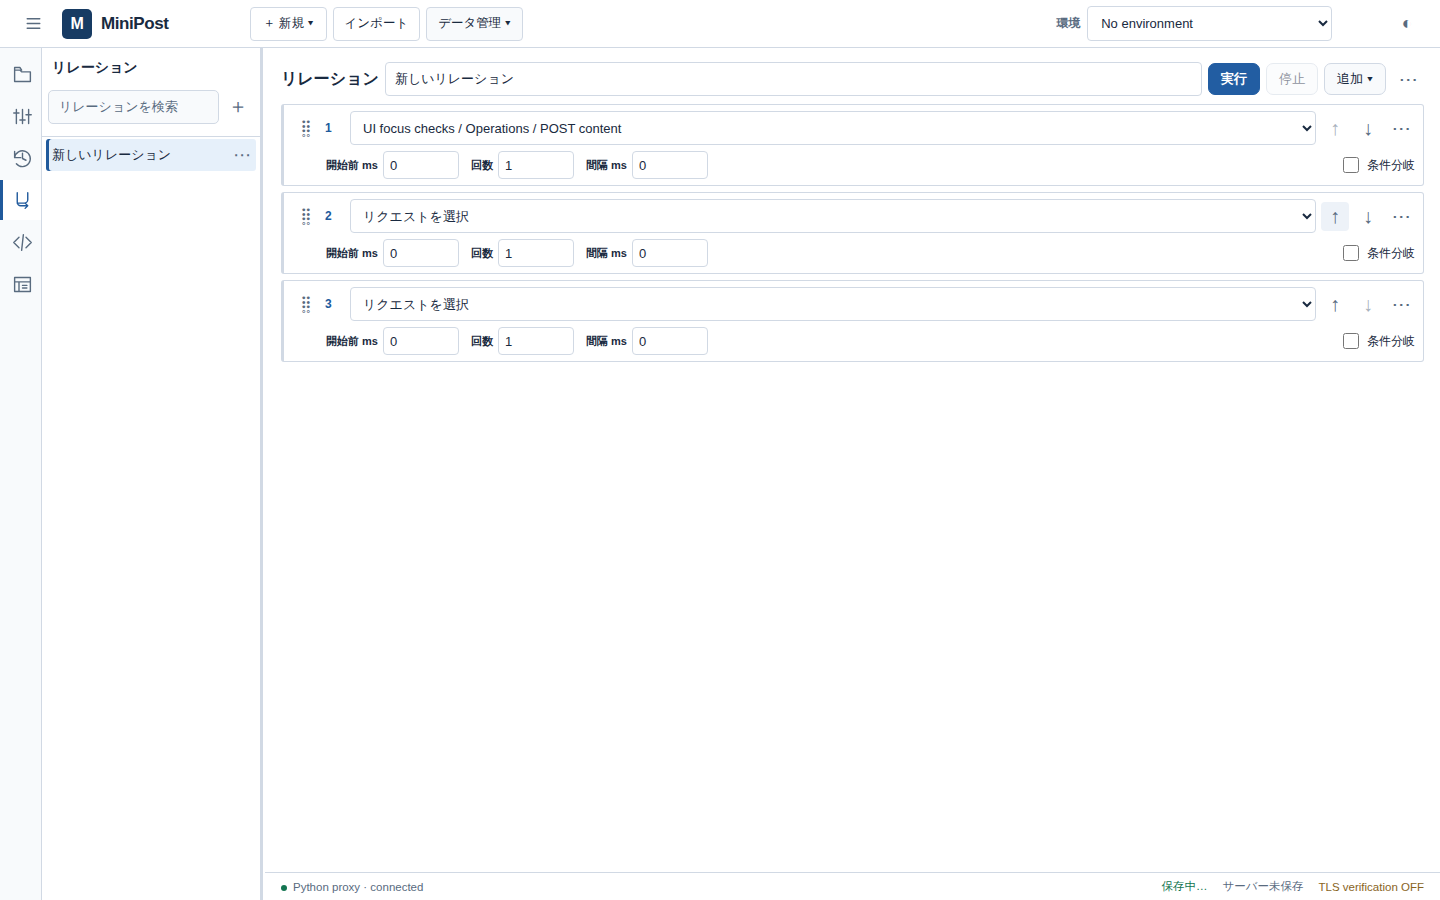 M MiniPost ＋ 新規 ▾ インポート データ管理 ▾ 環境 No environment
リレーション
リレーションを検索 ＋
新しいリレーション ···
リレーション 新しいリレーション 実行 停止 追加 ▾ ···
1 UI focus checks / Operations / POST content ↑ ↓ ···
開始前 ms 0 回数 1 間隔 ms 0 条件分岐
2 リクエストを選択 ↑ ↓ ···
開始前 ms 0 回数 1 間隔 ms 0 条件分岐
3 リクエストを選択 ↑ ↓ ···
開始前 ms 0 回数 1 間隔 ms 0 条件分岐
Python proxy · connected 保存中… サーバー未保存 TLS verification OFF